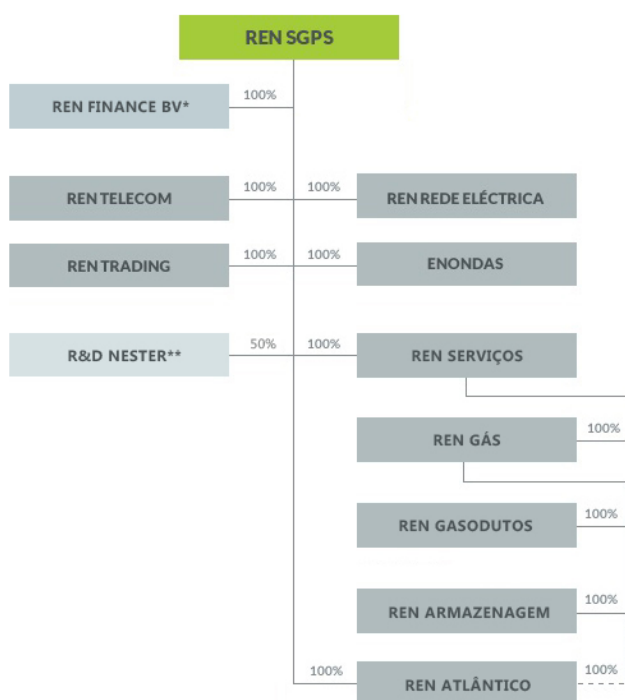 REN SGPS
REN FINANCE BV*
100%
REN TELECOM
100%
100%
REN REDE ELÉCTRICA
REN TRADING
100%
100%
ENONDAS
R&D NESTER**
50%
100%
REN SERVIÇOS
REN GÁS
100%
REN GASODUTOS
100%
REN ARMAZENAGEM
100%
100%
REN ATLÂNTICO
100%